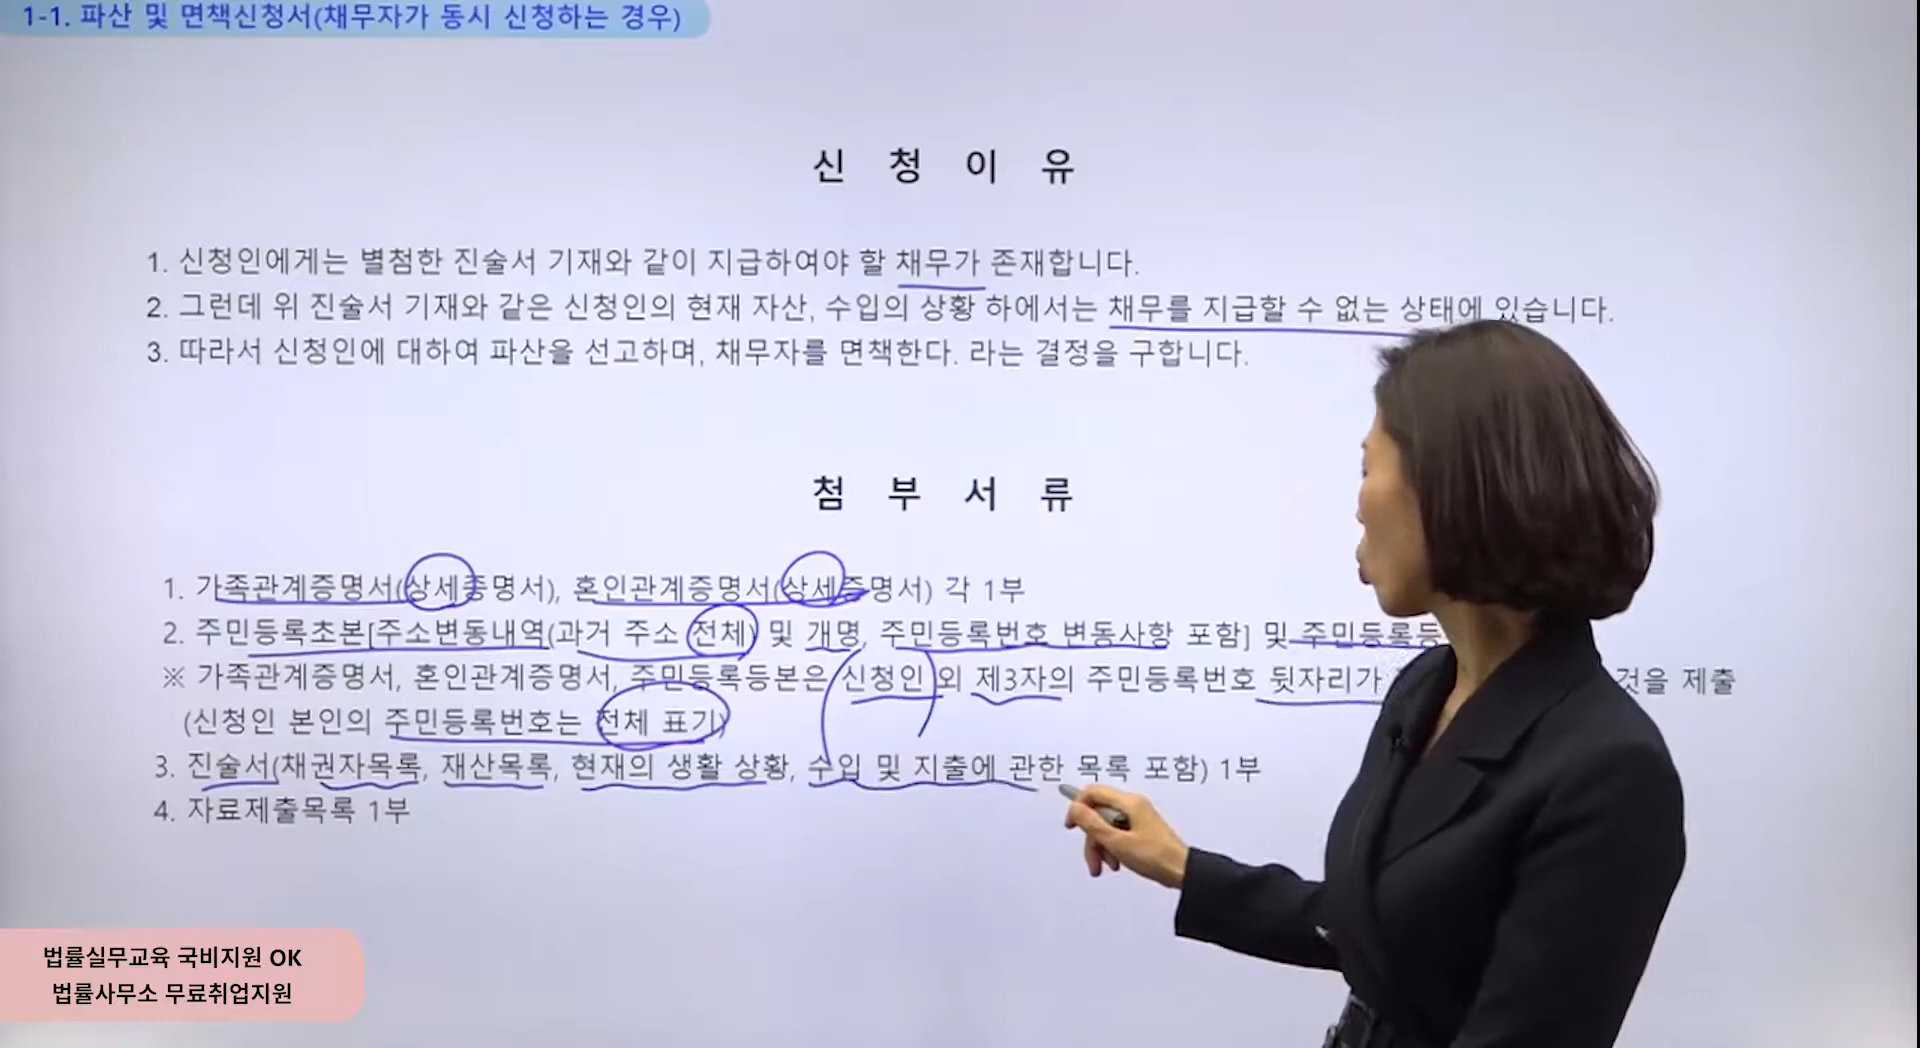 1-1. 파산 및 면책신청서(채무자가 동시 신청하는 경우)
신 청 이 유
1. 신청인에게는 별첨한 진술서 기재와 같이 지급하여야 할 채무가 존재합니다.
2. 그런데 위 진술서 기재와 같은 신청인의 현재 자산, 수입의 상황 하에서는 채무를 지급할 수 없는 상태에 있습니다.
3. 따라서 신청인에 대하여 파산을 선고하며, 채무자를 면책한다. 라는 결정을 구합니다.
첨 부 서 류
1. 가족관계증명서(상세증명서), 혼인관계증명서(상세증명서) 각 1부
2. 주민등록초본[주소변동내역(과거 주소 전체) 및 개명, 주민등록번호 변동사항 포함] 및 주민등록등
※ 가족관계증명서, 혼인관계증명서, 주민등록등본은 신청인 외 제3자의 주민등록번호 뒷자리가 것을 제출
(신청인 본인의 주민등록번호는 전체 표기)
3. 진술서(채권자목록, 재산목록, 현재의 생활 상황, 수입 및 지출에 관한 목록 포함) 1부
4. 자료제출목록 1부
법률실무교육 국비지원 OK
법률사무소 무료취업지원